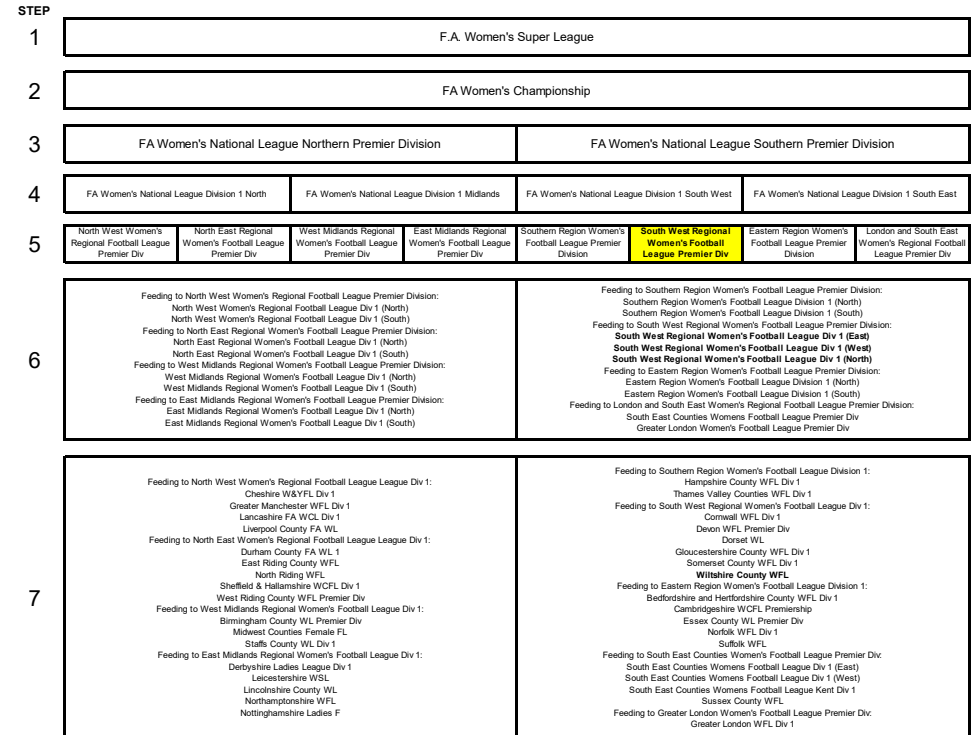 STEP
1
F.A. Women's Super League
2
FA Women's Championship
3
FA Women's National League Northern Premier Division
FA Women's National League Southern Premier Division
4
FA Women's National League Division 1 North
FA Women's National League Division 1 Midlands
FA Women's National League Division 1 South West
FA Women's National League Division 1 South East
5
North West Women's
Regional Football League
Premier Div
North East Regional
Women's Football League
Premier Div
West Midlands Regional
Women's Football League
Premier Div
East Midlands Regional
Women's Football League
Premier Div
Southern Region Women's
Football League Premier
Division
South West Regional
Women's Football
League Premier Div
Eastern Region Women's
Football League Premier
Division
London and South East
Women's Regional Football
League Premier Div
6
Feeding to North West Women's Regional Football League Premier Division:
North West Women's Regional Football League Div 1 (North)
North West Women's Regional Football League Div 1 (South)
Feeding to North East Regional Women's Football League Premier Division:
North East Regional Women's Football League Div 1 (North)
North East Regional Women's Football League Div 1 (South)
Feeding to West Midlands Regional Women's Football League Premier Division:
West Midlands Regional Women's Football League Div 1 (North)
West Midlands Regional Women's Football League Div 1 (South)
Feeding to East Midlands Regional Women's Football League Premier Division:
East Midlands Regional Women's Football League Div 1 (North)
East Midlands Regional Women's Football League Div 1 (South)
Feeding to Southern Region Women's Football League Premier Division:
Southern Region Women's Football League Division 1 (North)
Southern Region Women's Football League Division 1 (South)
Feeding to South West Regional Women's Football League Premier Division:
South West Regional Women's Football League Div 1 (East)
South West Regional Women's Football League Div 1 (West)
South West Regional Women's Football League Div 1 (North)
Feeding to Eastern Region Women's Football League Premier Division:
Eastern Region Women's Football League Division 1 (North)
Eastern Region Women's Football League Division 1 (South)
Feeding to London and South East Women's Regional Football League Premier Division:
South East Counties Womens Football League Premier Div
Greater London Women's Football League Premier Div
7
Feeding to North West Women's Regional Football League League Div 1:
Cheshire W&YFL Div 1
Greater Manchester WFL Div 1
Lancashire FA WCL Div 1
Liverpool County FA WL
Feeding to North East Women's Regional Football League League Div 1:
Durham County FA WL 1
East Riding County WFL
North Riding WFL
Sheffield & Hallamshire WCFL Div 1
West Riding County WFL Premier Div
Feeding to West Midlands Regional Women's Football League Div 1:
Birmingham County WL Premier Div
Midwest Counties Female FL
Staffs County WL Div 1
Feeding to East Midlands Regional Women's Football League Div 1:
Derbyshire Ladies League Div 1
Leicestershire WSL
Lincolnshire County WL
Northamptonshire WFL
Nottinghamshire Ladies F
Feeding to Southern Region Women's Football League Division 1:
Hampshire County WFL Div 1
Thames Valley Counties WFL Div 1
Feeding to South West Regional Women's Football League Div 1:
Cornwall WFL Div 1
Devon WFL Premier Div
Dorset WL
Gloucestershire County WFL Div 1
Somerset County WFL Div 1
Wiltshire County WFL
Feeding to Eastern Region Women's Football League Division 1:
Bedfordshire and Hertfordshire County WFL Div 1
Cambridgeshire WCFL Premiership
Essex County WL Premier Div
Norfolk WFL Div 1
Suffolk WFL
Feeding to South East Counties Women's Football League Premier Div:
South East Counties Womens Football League Div 1 (East)
South East Counties Womens Football League Div 1 (West)
South East Counties Womens Football League Kent Div 1
Sussex County WFL
Feeding to Greater London Women's Football League Premier Div:
Greater London WFL Div 1